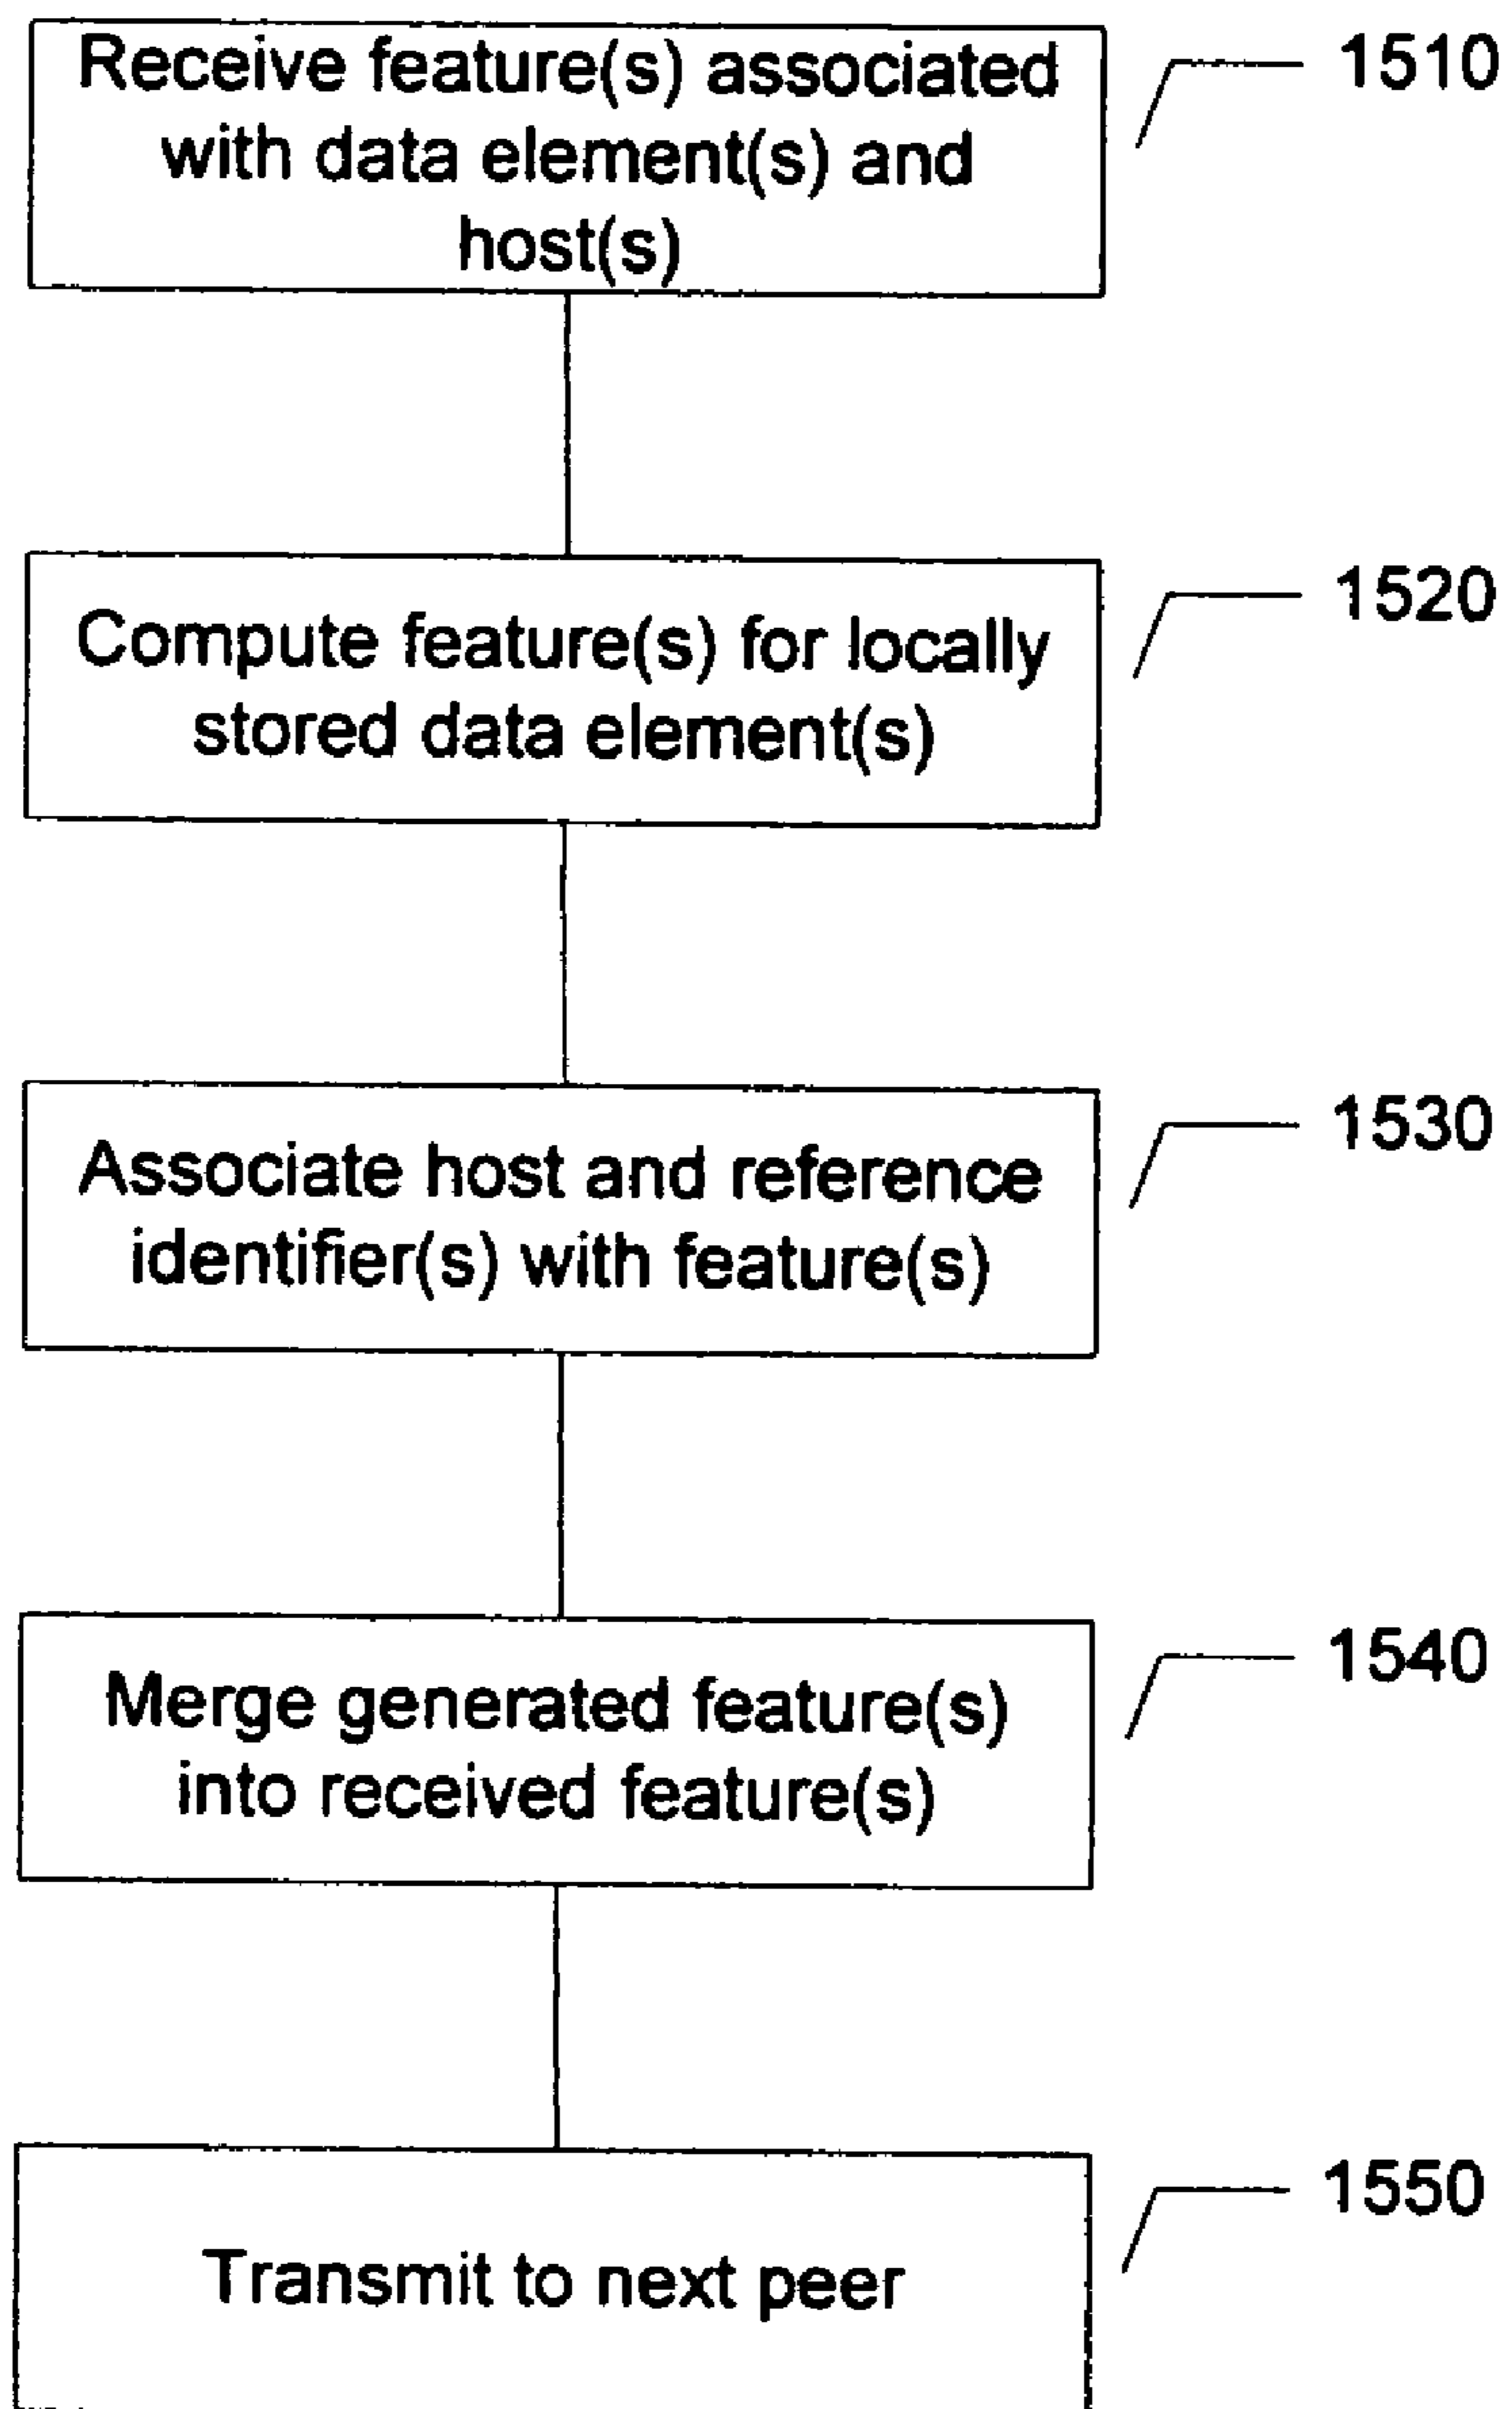 Receive feature(s) associated
with data element(s) and
host(s)
1510
Compute feature(s) for locally
stored data element(s)
1520
Associate host and reference
identifier(s) with feature(s)
1530
Merge generated feature(s)
into received feature(s)
1540
Transmit to next peer
1550